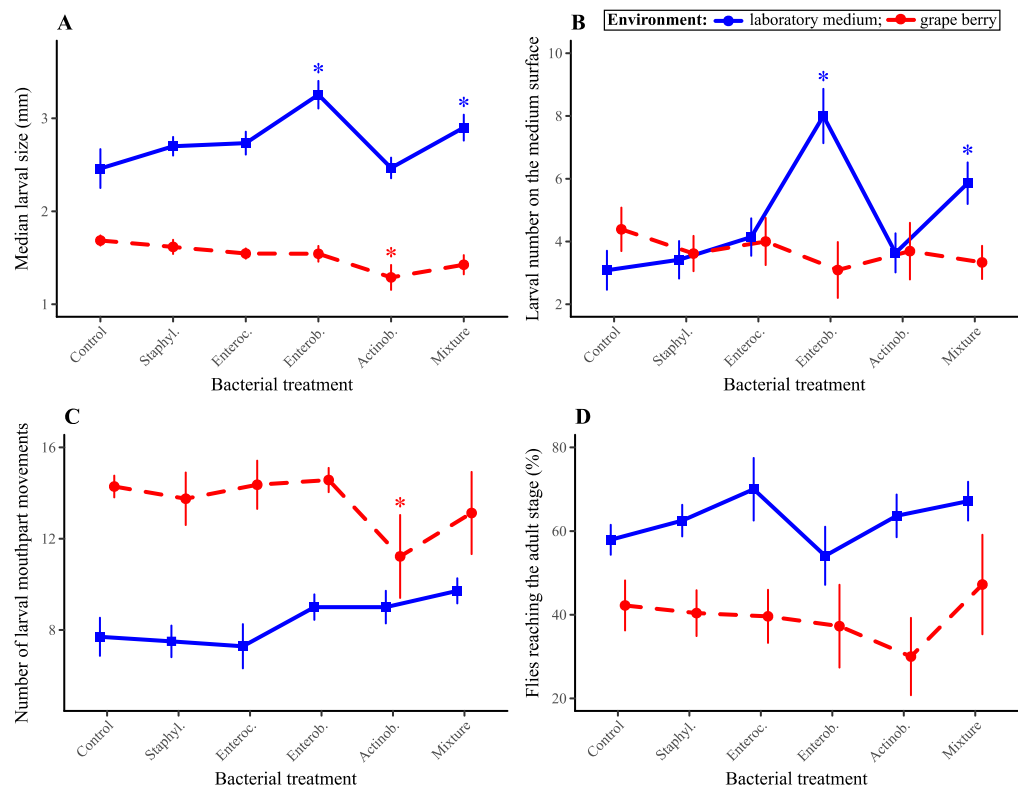 A
B
Environment: laboratory medium; grape berry
Median larval size (mm)
3
2
1
*
*
*
Control
Staphyl.
Enteroc.
Enterob.
Actinob.
Mixture
Bacterial treatment
Larval number on the medium surface
10
8
6
4
2
*
*
Control
Staphyl.
Enteroc.
Enterob.
Actinob.
Mixture
Bacterial treatment
C
Number of larval mouthpart movements
16
12
8
*
Control
Staphyl.
Enteroc.
Enterob.
Actinob.
Mixture
Bacterial treatment
D
Flies reaching the adult stage (%)
80
60
40
20
Control
Staphyl.
Enteroc.
Enterob.
Actinob.
Mixture
Bacterial treatment